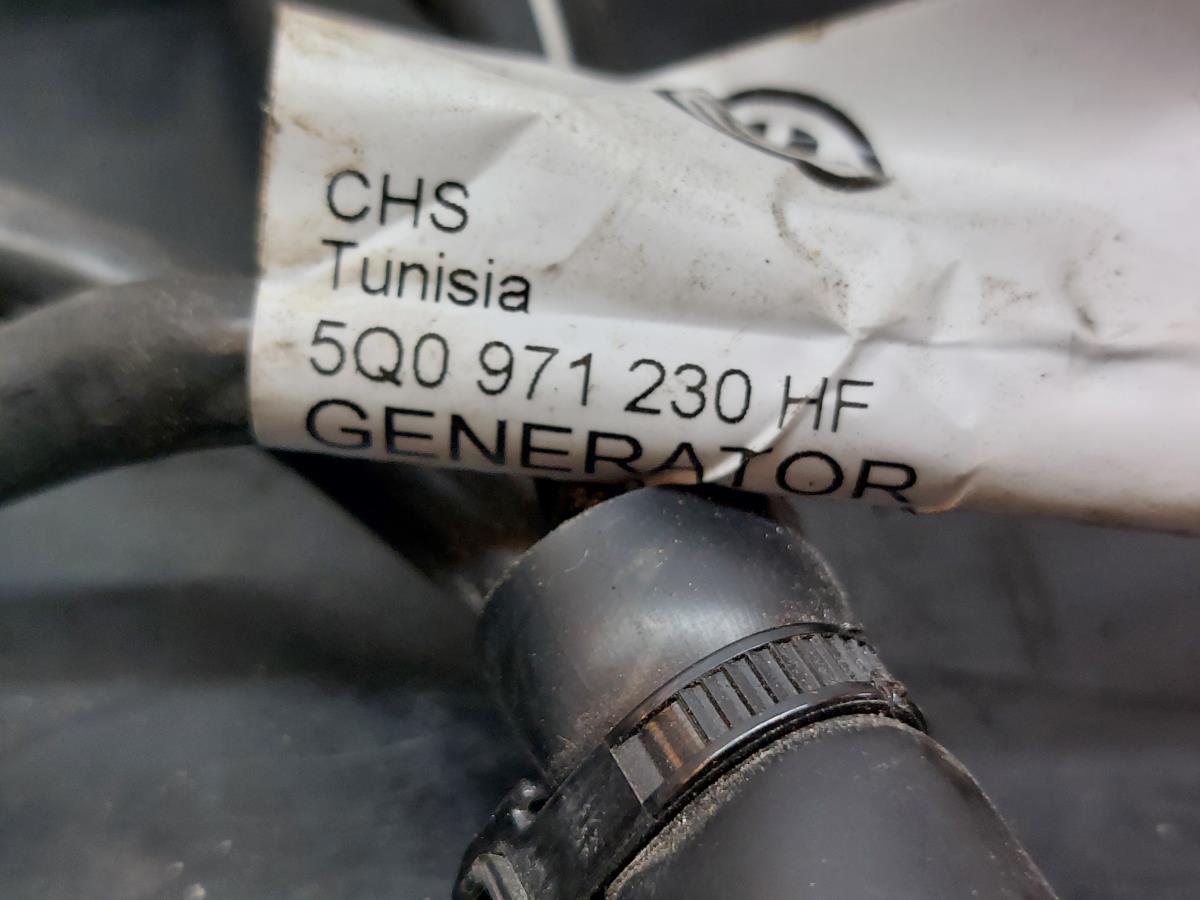 CHS
Tunisia
5Q0 971 230 HF
GENERATOR